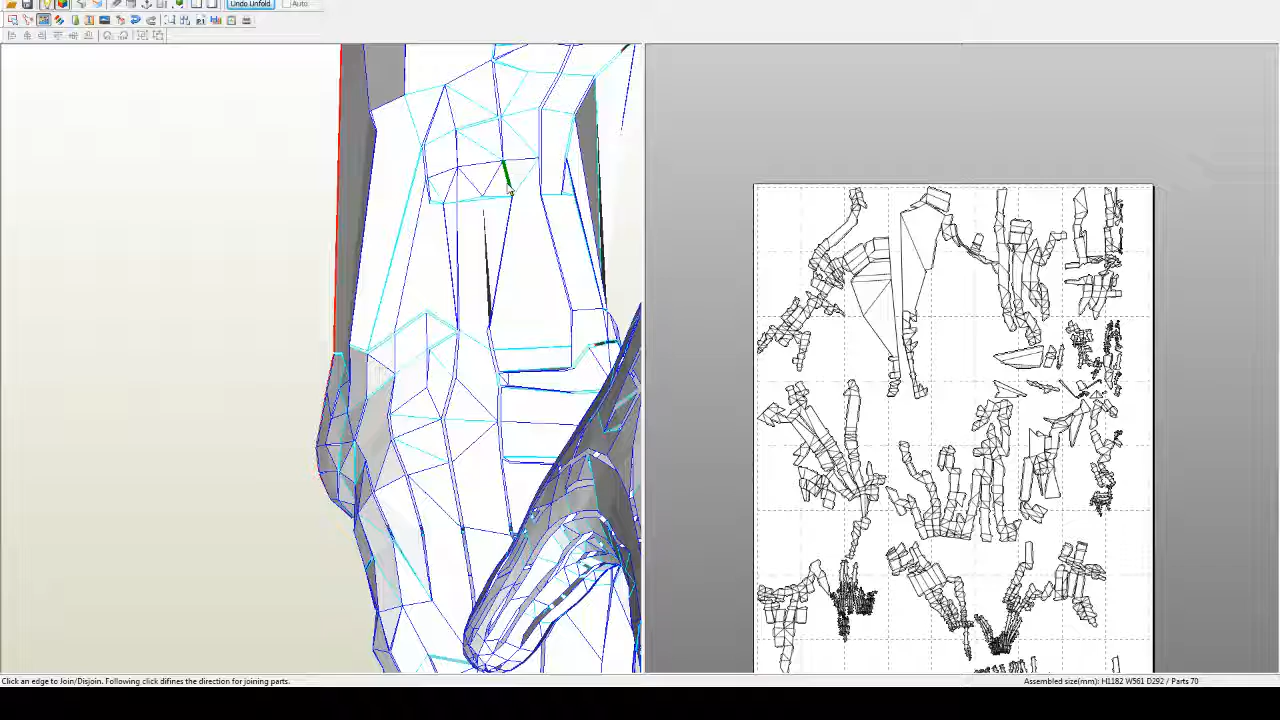 Undo Unfold
Auto
Click an edge to Join/Disjoin. Following click difines the direction for joining parts.
Assembled size(mm): H1182 W561 D292 / Parts 70